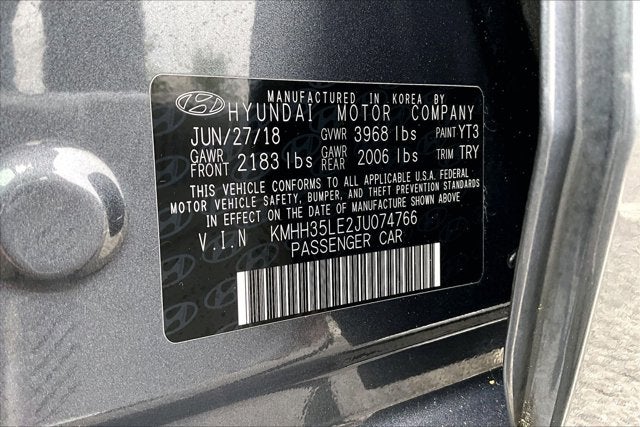 MANUFACTURED IN KOREA BY
HYUNDAI MOTOR COMPANY
JUN/27/18 GVWR 3968 lbs PAINT YT3
GAWR FRONT 2183 lbs GAWR REAR 2006 lbs TRIM TRY
THIS VEHICLE CONFORMS TO ALL APPLICABLE U.S.A. FEDERAL
MOTOR VEHICLE SAFETY, BUMPER, AND THEFT PREVENTION STANDARDS
IN EFFECT ON THE DATE OF MANUFACTURE SHOWN ABOVE
V.I.N KMHH35LE2JU074766
PASSENGER CAR